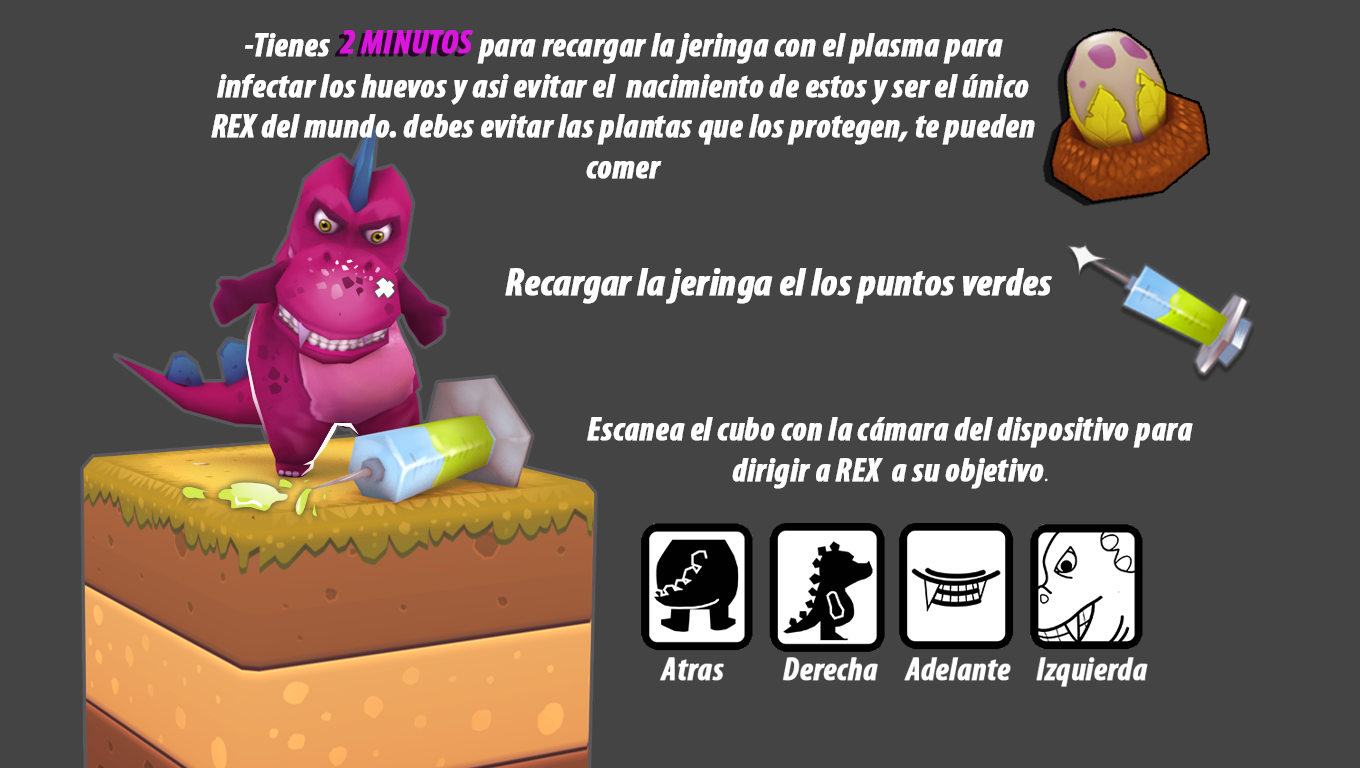 -Tienes 2 MINUTOS para recargar la jeringa con el plasma para
infectar los huevos y asi evitar el nacimiento de estos y ser el único
REX del mundo. debes evitar las plantas que los protegen, te pueden
comer
Recargar la jeringa el los puntos verdes
Escanea el cubo con la cámara del dispositivo para
dirigir a REX a su objetivo.
Atras Derecha Adelante Izquierda